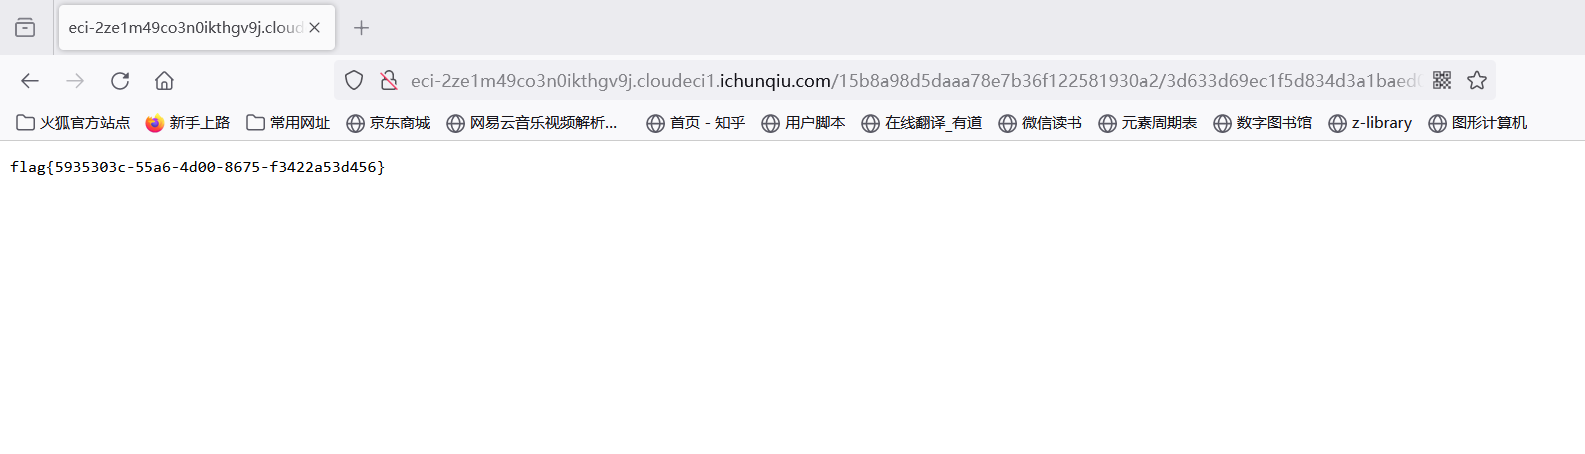 eci-2ze1m49co3n0ikthgv9j.cloud
eci-2ze1m49co3n0ikthgv9j.cloudeci1.ichunqiu.com/15b8a98d5daaa78e7b36f122581930a2/3d633d69ec1f5d834d3a1baed
火狐官方站点 新手上路 常用网址 京东商城 网易云音乐视频解析... 首页 - 知乎 用户脚本 在线翻译_有道 微信读书 元素周期表 数字图书馆 z-library 图形计算机
flag{5935303c-55a6-4d00-8675-f3422a53d456}